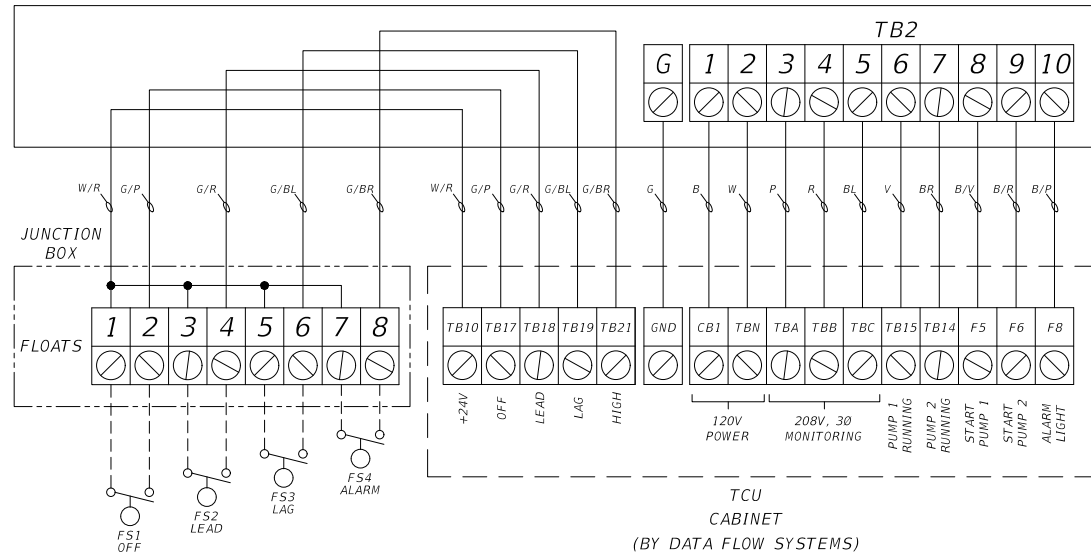 TB2
G 1 2 3 4 5 6 7 8 9 10
W/R G/P G/R G/BL G/BR W/R G/P G/R G/BL G/BR G B W P R BL V BR B/V B/R B/P
JUNCTION
BOX
FLOATS
1 2 3 4 5 6 7 8
TB10 TB17 TB18 TB19 TB21 GND CB1 TBN TBA TBB TBC TB15 TB14 F5 F6 F8
+24V
OFF
LEAD
LAG
HIGH
120V
POWER
208V, 3Ø
MONITORING
PUMP 1
RUNNING
PUMP 2
RUNNING
START
PUMP 1
START
PUMP 2
ALARM
LIGHT
FS1
OFF
FS2
LEAD
FS3
LAG
FS4
ALARM
TCU
CABINET
(BY DATA FLOW SYSTEMS)